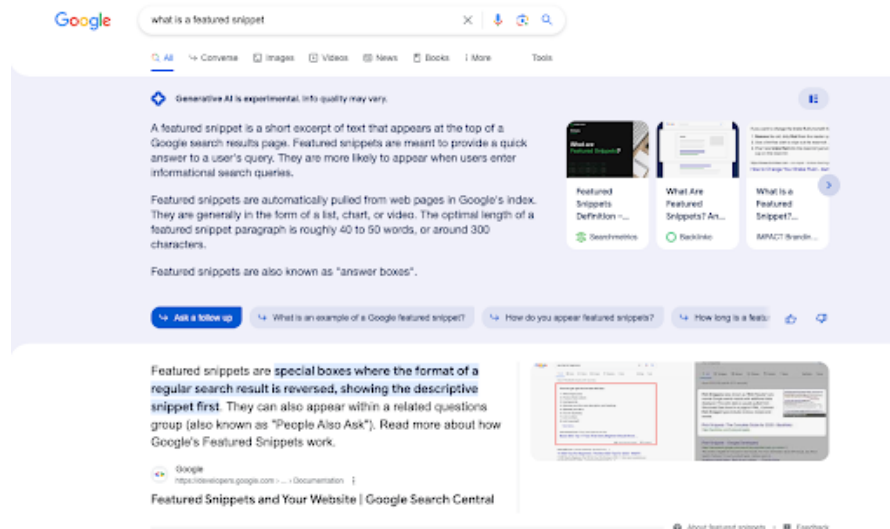 Google
what is a featured snippet
All
Converse
Images
Videos
News
Books
More
Tools
Generative AI is experimental. Info quality may vary.
A featured snippet is a short excerpt of text that appears at the top of a
Google search results page. Featured snippets are meant to provide a quick
answer to a user's query. They are more likely to appear when users enter
informational search queries.
Featured snippets are automatically pulled from web pages in Google's index.
They are generally in the form of a list, chart, or video. The optimal length of a
featured snippet paragraph is roughly 40 to 50 words, or around 300
characters.
Featured snippets are also known as "answer boxes".
What are
Featured Snippets?
Featured
Snippets
Definition –...
Searchmetrics
What Are
Featured
Snippets? An...
Backlinko
What Is a
Featured
Snippet?...
IMPACT Brandin...
Ask a follow up
What is an example of a Google featured snippet?
How do you appear featured snippets?
How long is a featu
Featured snippets are special boxes where the format of a
regular search result is reversed, showing the descriptive
snippet first. They can also appear within a related questions
group (also known as "People Also Ask"). Read more about how
Google's Featured Snippets work.
Google
https://developers.google.com › ... › Documentation
Featured Snippets and Your Website | Google Search Central
About featured snippets
Feedback